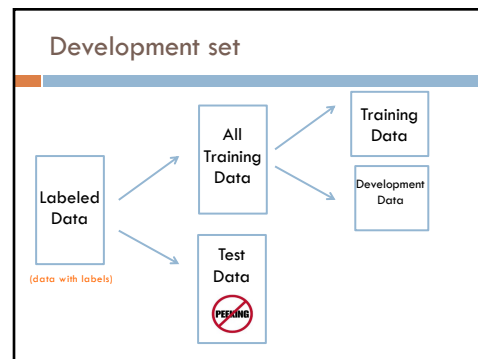 Development set
Labeled
Data
(data with labels)
All
Training
Data
Test
Data
PEEKING
Training
Data
Development
Data